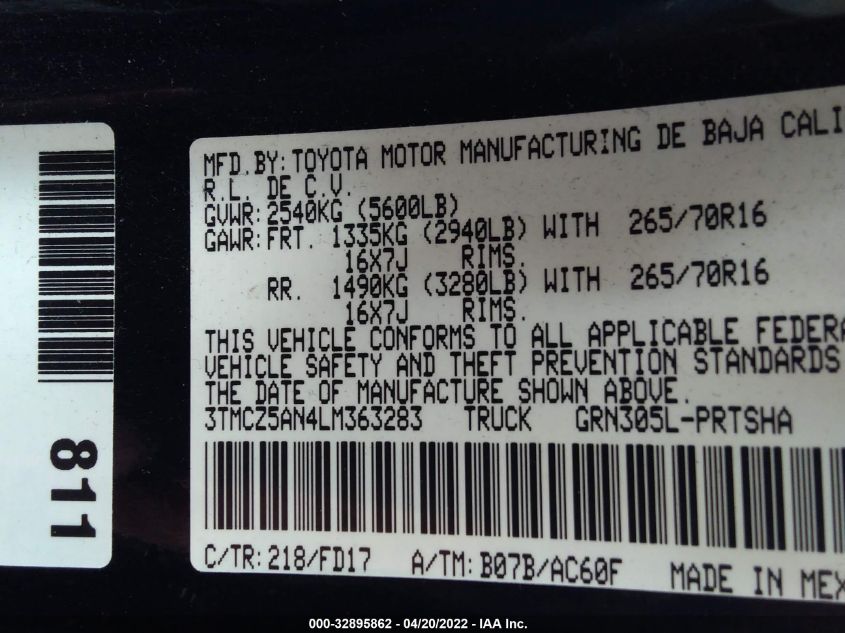 MFD.BY: TOYOTA MOTOR MANUFACTURING DE BAJA CALI
R.L. DE C.V.
GVWR: 2540KG (5600LB)
GAWR: FRT. 1335KG (2940LB) WITH 265/70R16
16X7J RIMS.
RR. 1490KG (3280LB) WITH 265/70R16
16X7J RIMS.
THIS VEHICLE CONFORMS TO ALL APPLICABLE FEDERA
VEHICLE SAFETY AND THEFT PREVENTION STANDARDS
THE DATE OF MANUFACTURE SHOWN ABOVE.
3TMCZ5AN4LM363283 TRUCK GRN305L-PRTSHA
C/TR: 218/FD17 A/TM: B07B/AC60F MADE IN MEX
811
000-32895862 - 04/20/2022 - IAA Inc.